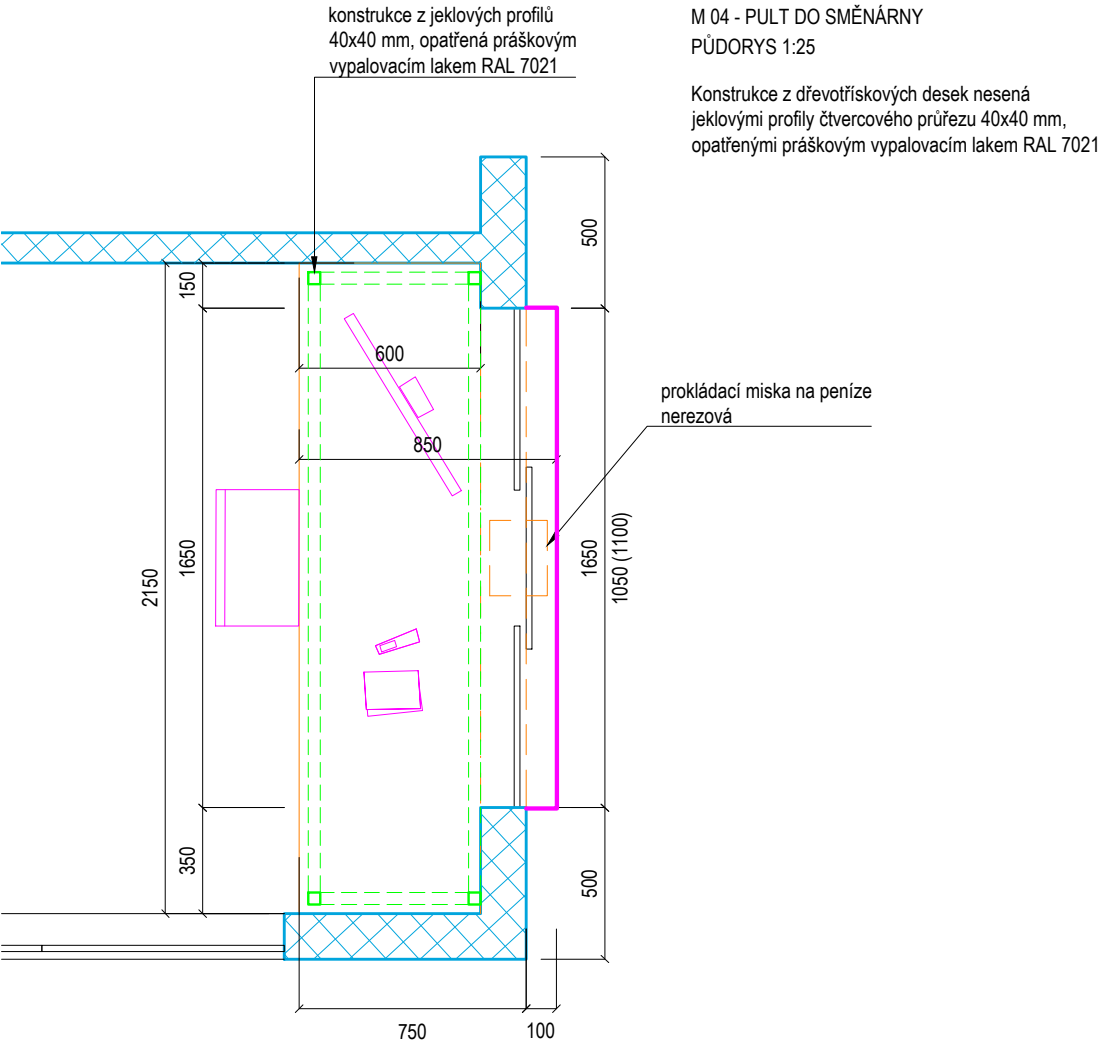 konstrukce z jeklových profilů
40x40 mm, opatřená práškovým
vypalovacím lakem RAL 7021
M 04 - PULT DO SMĚNÁRNY
PŮDORYS 1:25
Konstrukce z dřevotřískových desek nesená
jeklovými profily čtvercového průřezu 40x40 mm,
opatřenými práškovým vypalovacím lakem RAL 7021
500
150
600
prokládací miska na peníze
nerezová
850
2150
1650
1650
1050 (1100)
350
500
750
100